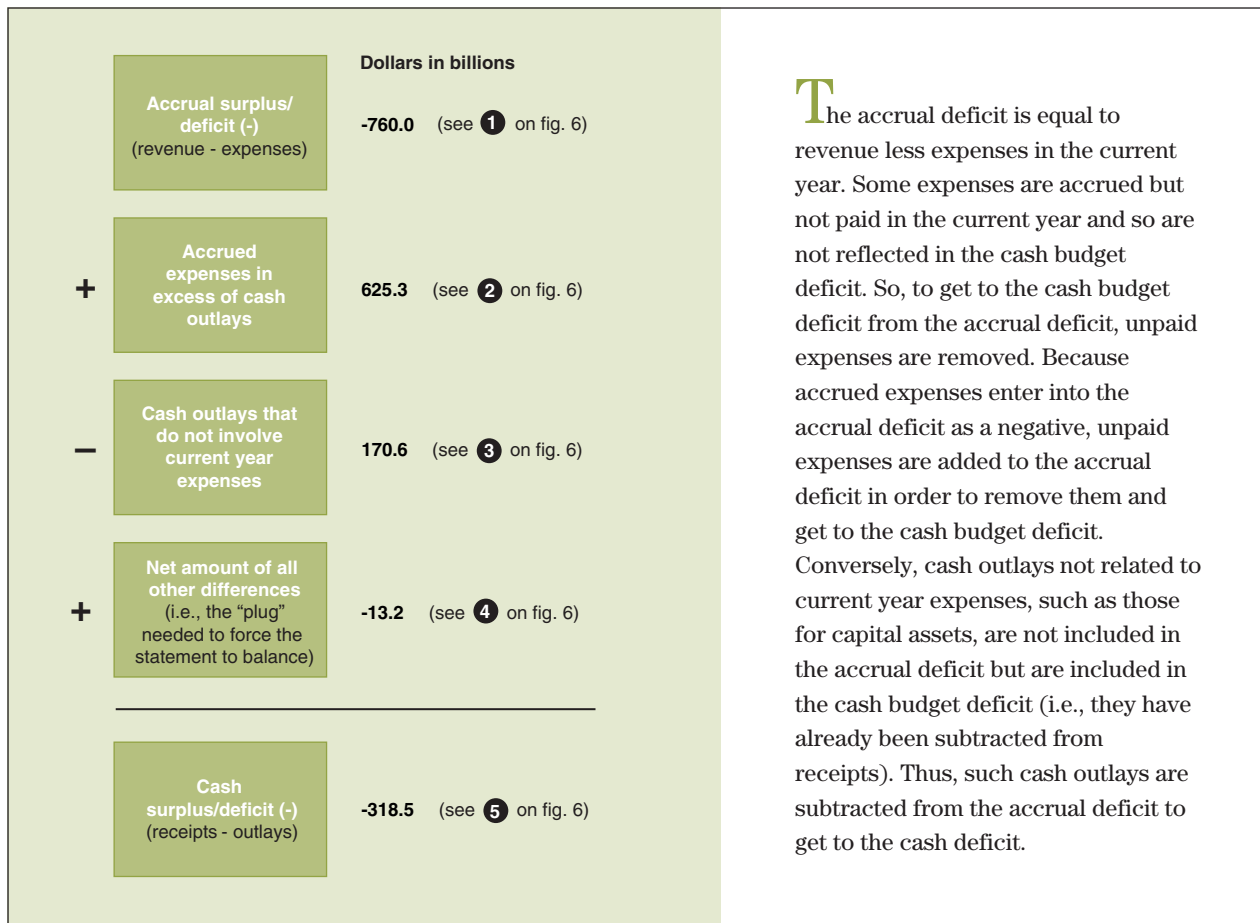 Dollars in billions
Accrual surplus/
deficit (-)
(revenue - expenses)
-760.0 (see 1 on fig. 6)
+
Accrued
expenses in
excess of cash
outlays
625.3 (see 2 on fig. 6)
–
Cash outlays that
do not involve
current year
expenses
170.6 (see 3 on fig. 6)
+
Net amount of all
other differences
(i.e., the “plug”
needed to force the
statement to balance)
-13.2 (see 4 on fig. 6)
Cash
surplus/deficit (-)
(receipts - outlays)
-318.5 (see 5 on fig. 6)
The accrual deficit is equal to
revenue less expenses in the current
year. Some expenses are accrued but
not paid in the current year and so are
not reflected in the cash budget
deficit. So, to get to the cash budget
deficit from the accrual deficit, unpaid
expenses are removed. Because
accrued expenses enter into the
accrual deficit as a negative, unpaid
expenses are added to the accrual
deficit in order to remove them and
get to the cash budget deficit.
Conversely, cash outlays not related to
current year expenses, such as those
for capital assets, are not included in
the accrual deficit but are included in
the cash budget deficit (i.e., they have
already been subtracted from
receipts). Thus, such cash outlays are
subtracted from the accrual deficit to
get to the cash deficit.